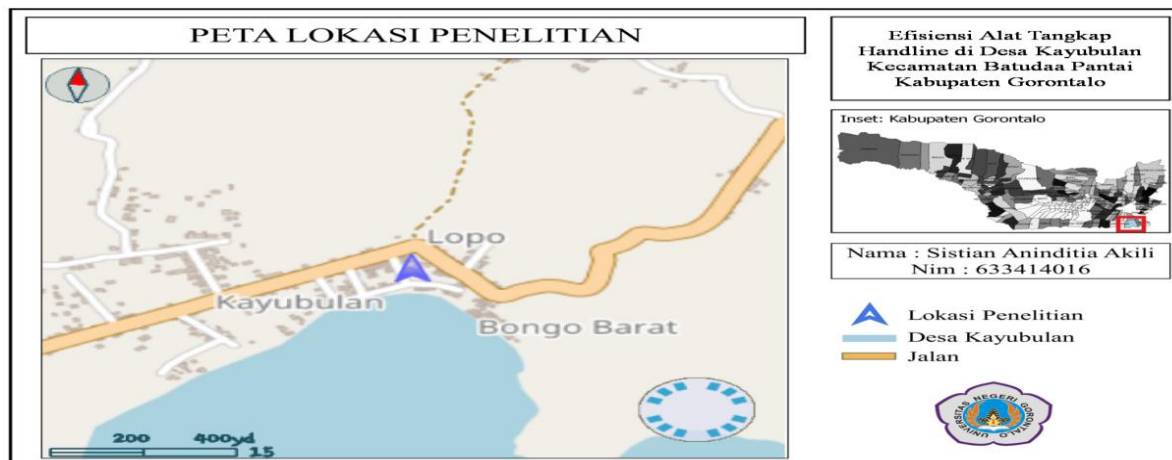 PETA LOKASI PENELITIAN
Lopo
Kayubulan
Bongo Barat
200 400yd
15
Efisiensi Alat Tangkap
Handline di Desa Kayubulan
Kecamatan Batudaa Pantai
Kabupaten Gorontalo
Inset: Kabupaten Gorontalo
Nama : Sistian Aninditia Akili
Nim : 633414016
Lokasi Penelitian
Desa Kayubulan
Jalan
UNIVERSITAS NEGERI GORONTALO